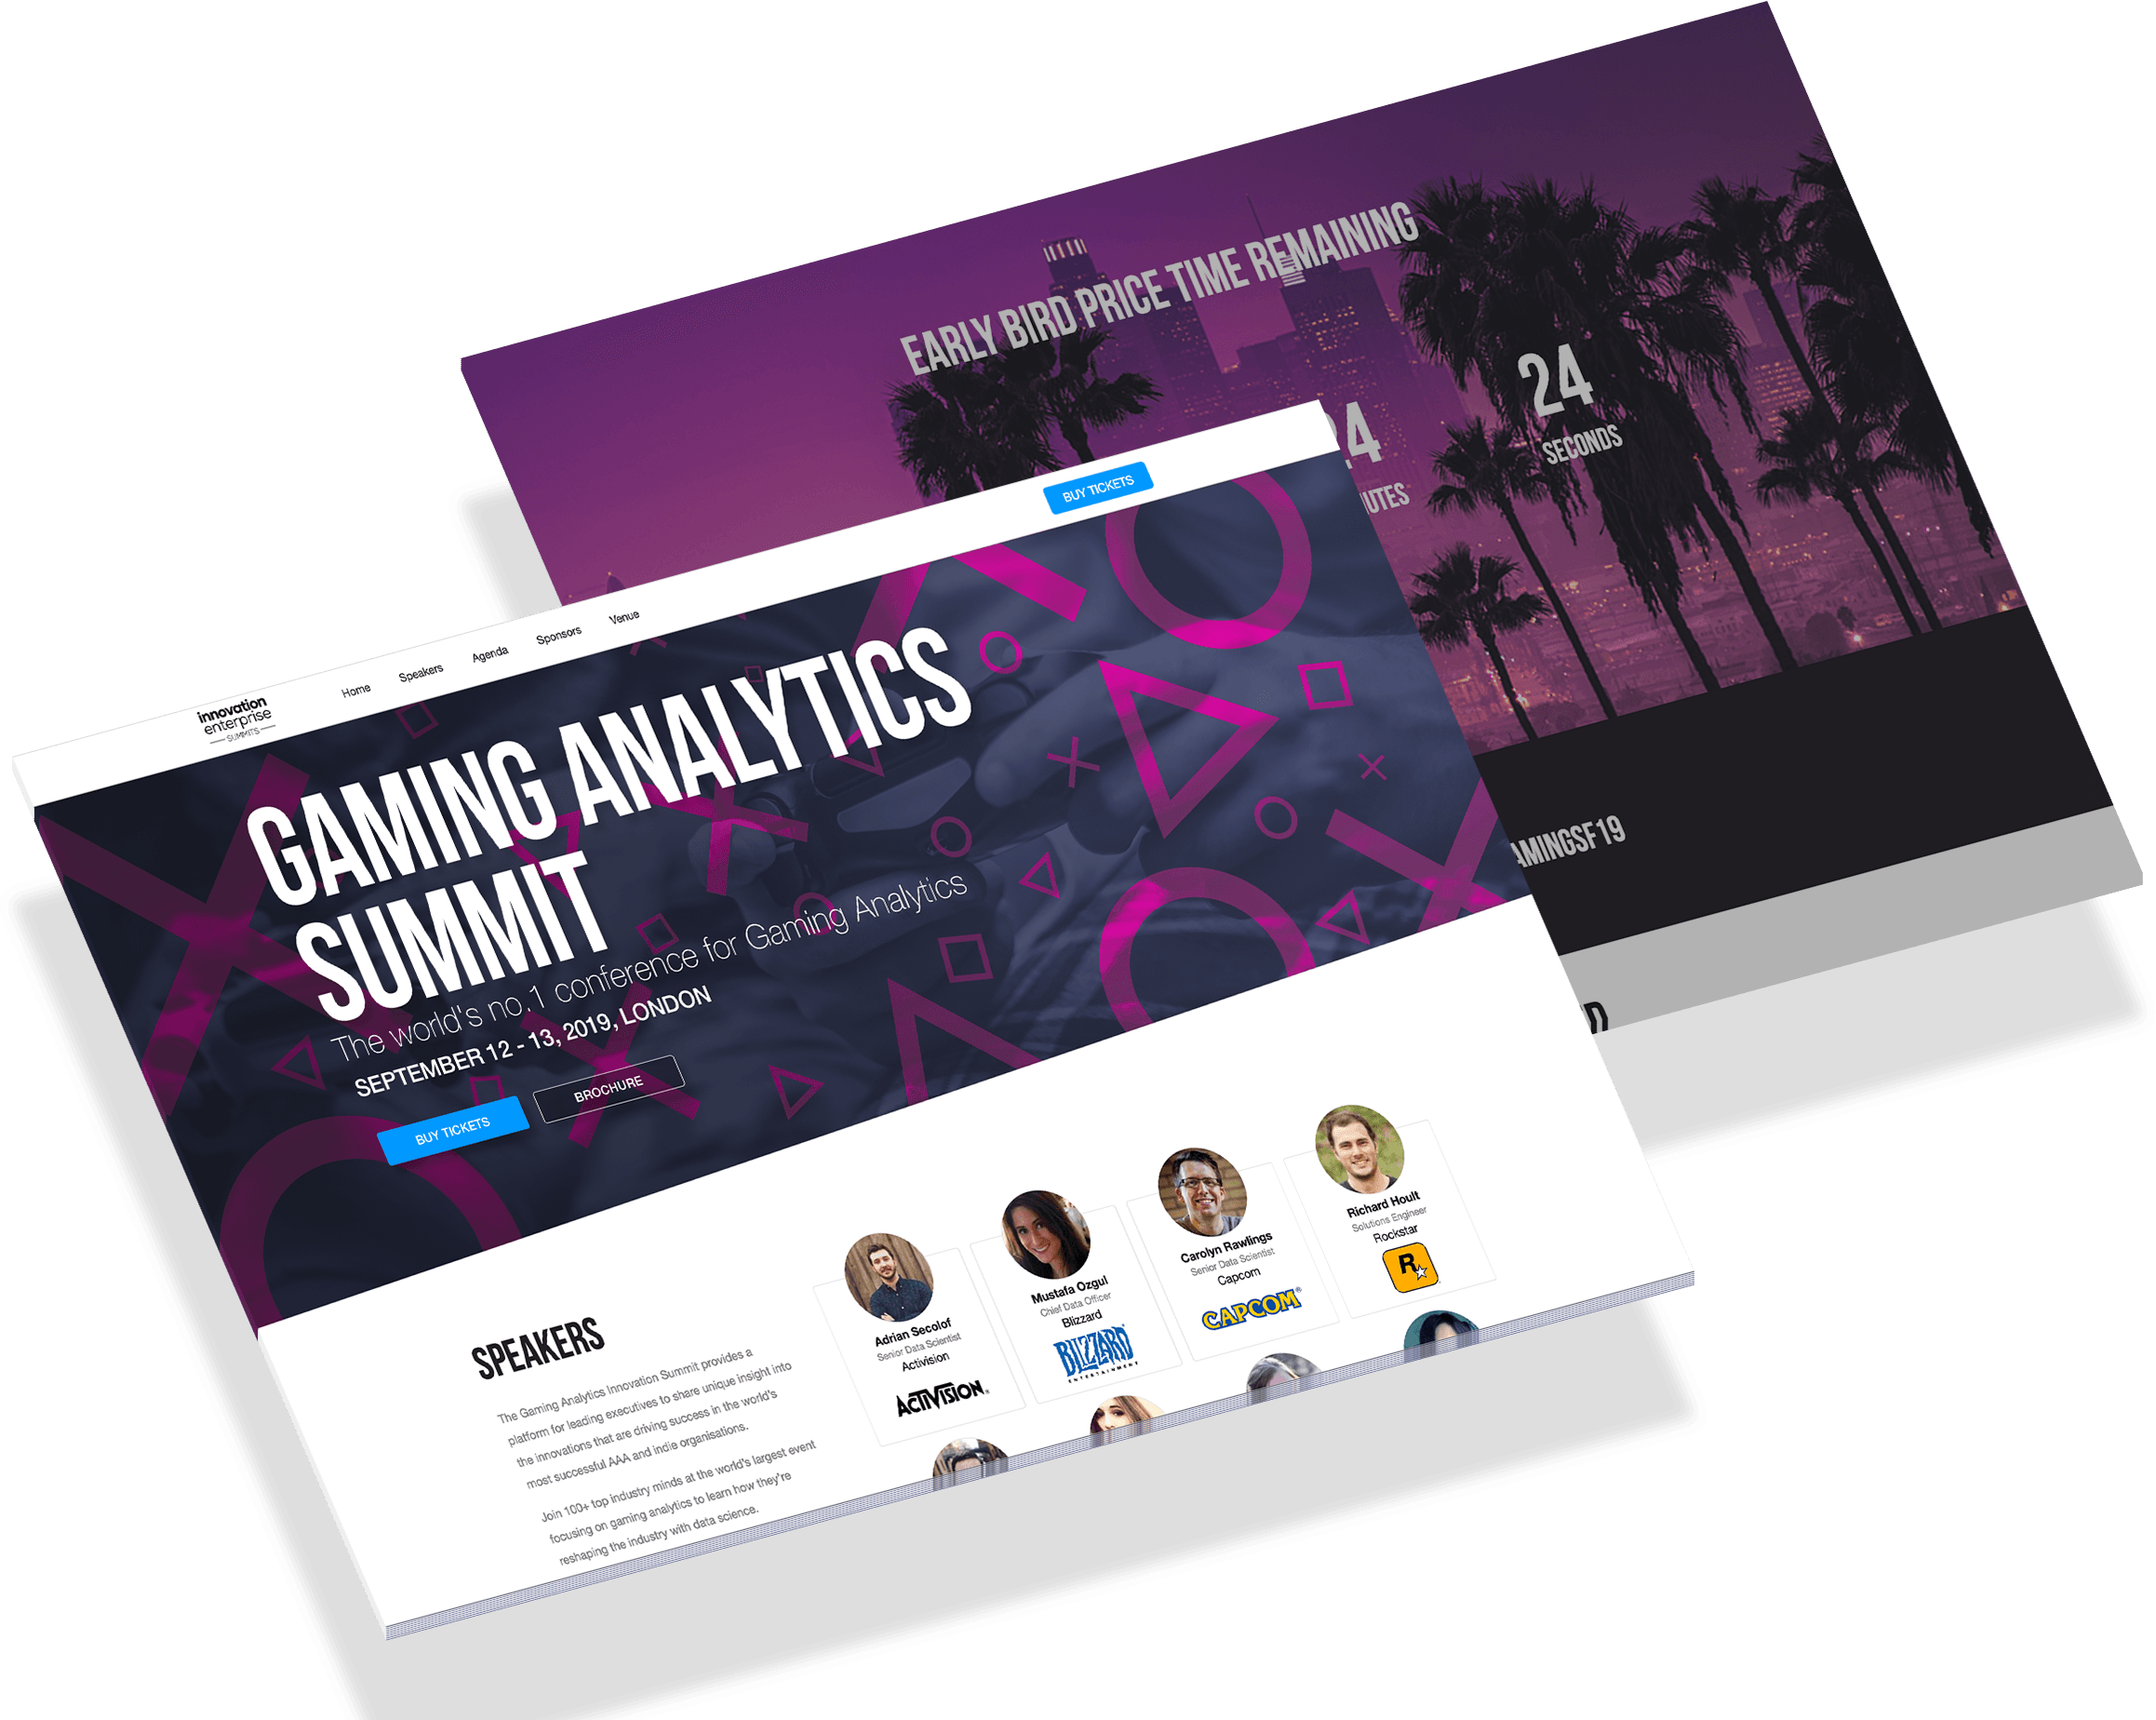 EARLY BIRD PRICE TIME REMAINING
24
SECONDS
BUY TICKETS
innovation
enterprise
SUMMITS
Home
Speakers
Agenda
Sponsors
Venue
GAMING ANALYTICS
SUMMIT
The world's no.1 conference for Gaming Analytics
SEPTEMBER 12 - 13, 2019, LONDON
BUY TICKETS
BROCHURE
AMINGSF19
SPEAKERS
The Gaming Analytics Innovation Summit provides a
platform for leading executives to share unique insight into
the innovations that are driving success in the world's
most successful AAA and indie organisations.
Join 100+ top industry minds at the world's largest event
focusing on gaming analytics to learn how they're
reshaping the industry with data science.
Adrian Secolof
Senior Data Scientist
Activision
ACTIVISION
Mustafa Ozgul
Chief Data Officer
Blizzard
BLIZZARD
ENTERTAINMENT
Carolyn Rawlings
Senior Data Scientist
Capcom
CAPCOM
Richard Hoult
Solutions Engineer
Rockstar
R